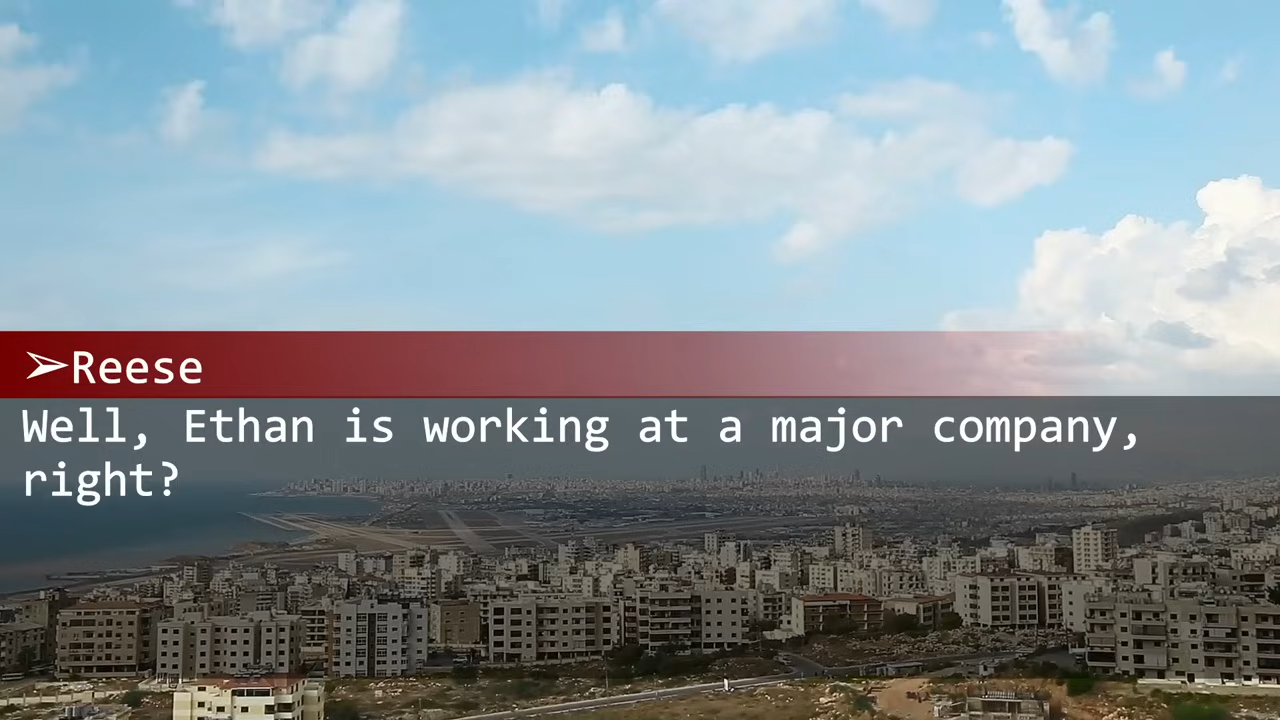 ➢Reese
Well, Ethan is working at a major company,
right?